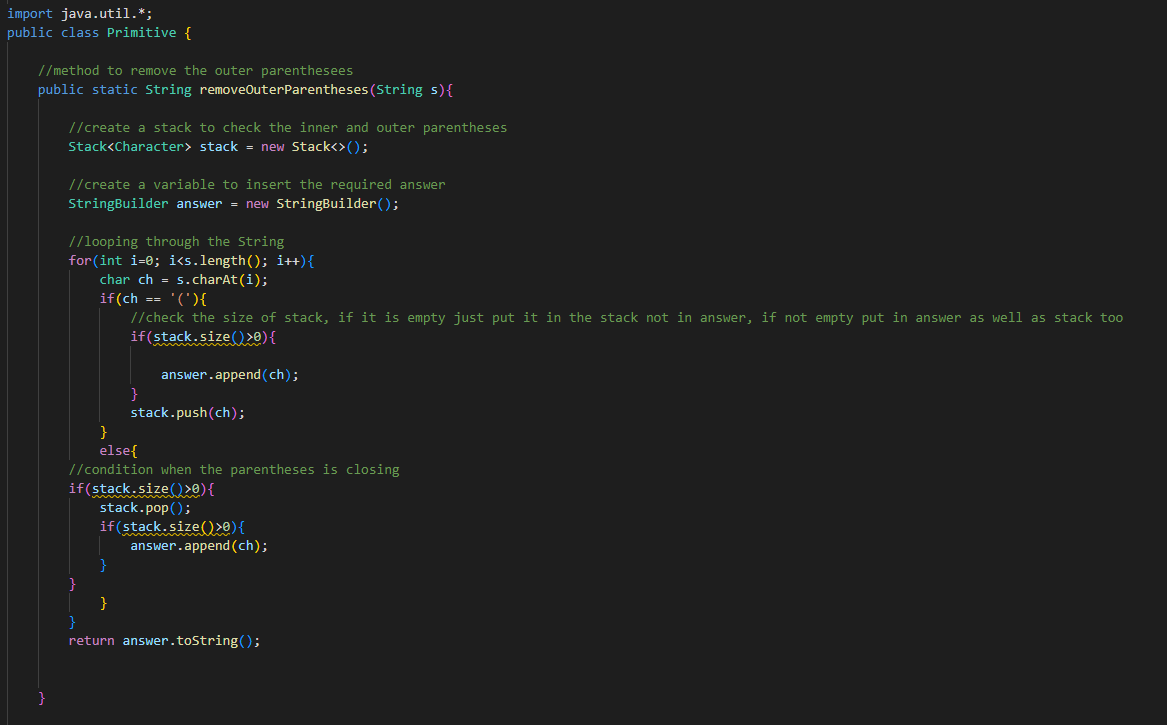 import java.util.*;
public class Primitive {
//method to remove the outer parenthesees
public static String removeOuterParentheses(String s){
//create a stack to check the inner and outer parentheses
Stack<Character> stack = new Stack<>();
//create a variable to insert the required answer
StringBuilder answer = new StringBuilder();
//looping through the String
for(int i=0; i<s.length(); i++){
char ch = s.charAt(i);
if(ch == '('){
//check the size of stack, if it is empty just put it in the stack not in answer, if not empty put in answer as well as stack too
if(stack.size()>0){
answer.append(ch);
}
stack.push(ch);
}
else{
//condition when the parentheses is closing
if(stack.size()>0){
stack.pop();
if(stack.size()>0){
answer.append(ch);
}
}
}
}
return answer.toString();
}